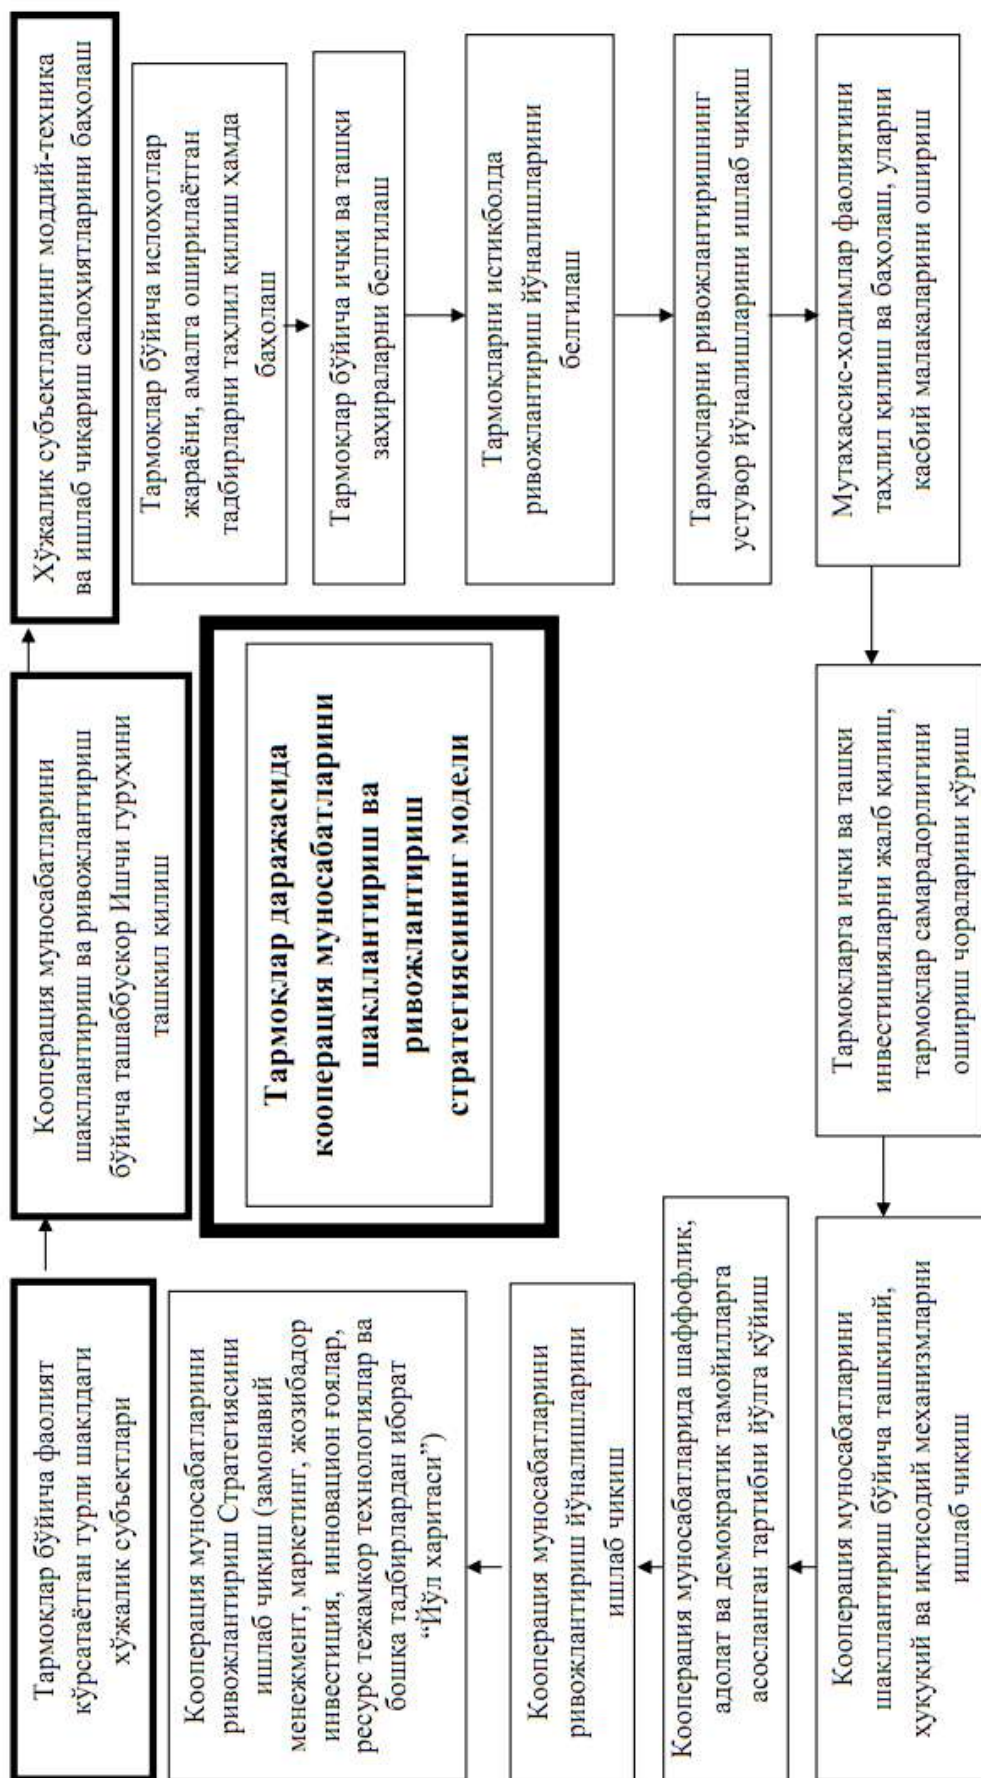 Тармоқлар бўйича фаолият
кўрсатаётган турли шаклдаги
хўжалик субъектлари
Кооперация муносабатларини
шакллантириш ва ривожлантириш
бўйича ташаббускор Ишчи гуруҳини
ташкил қилиш
Хўжалик субъектларнинг моддий-техника
ва ишлаб чиқариш салоҳиятларини баҳолаш
Тармоқлар бўйича ислоҳотлар
жараёни, амалга оширилаётган
тадбирларни таҳлил қилиш ҳамда
баҳолаш
Тармоқлар бўйича ички ва ташқи
заҳираларни белгилаш
Тармоқларни истиқболда
ривожлантириш йўналишларини
белгилаш
Тармоқларни ривожлантиришнинг
устувор йўналишларини ишлаб чиқиш
Мутахассис-ходимлар фаолиятини
таҳлил қилиш ва баҳолаш, уларни
касбий малакаларини ошириш
Тармоқларга ички ва ташқи
инвестицияларни жалб қилиш,
тармоқлар самарадорлигини
ошириш чораларини кўриш
Кооперация муносабатларини
шакллантириш бўйича ташкилий,
ҳуқуқий ва иқтисодий механизмларни
ишлаб чиқиш
Кооперация муносабатларида шаффофлик,
адолат ва демократик тамойилларга
асосланган тартибни йўлга қўйиш
Кооперация муносабатларини
ривожлантириш йўналишларини
ишлаб чиқиш
Кооперация муносабатларини
ривожлантириш Стратегиясини
ишлаб чиқиш (замонавий
менежмент, маркетинг, жозибадор
инвестиция, инновацион ғоялар,
ресурс тежамкор технологиялар ва
бошқа тадбирлардан иборат
“Йўл харитаси”)
Тармоқлар даражасида
кооперация муносабатларини
шакллантириш ва
ривожлантириш
стратегиясининг модели